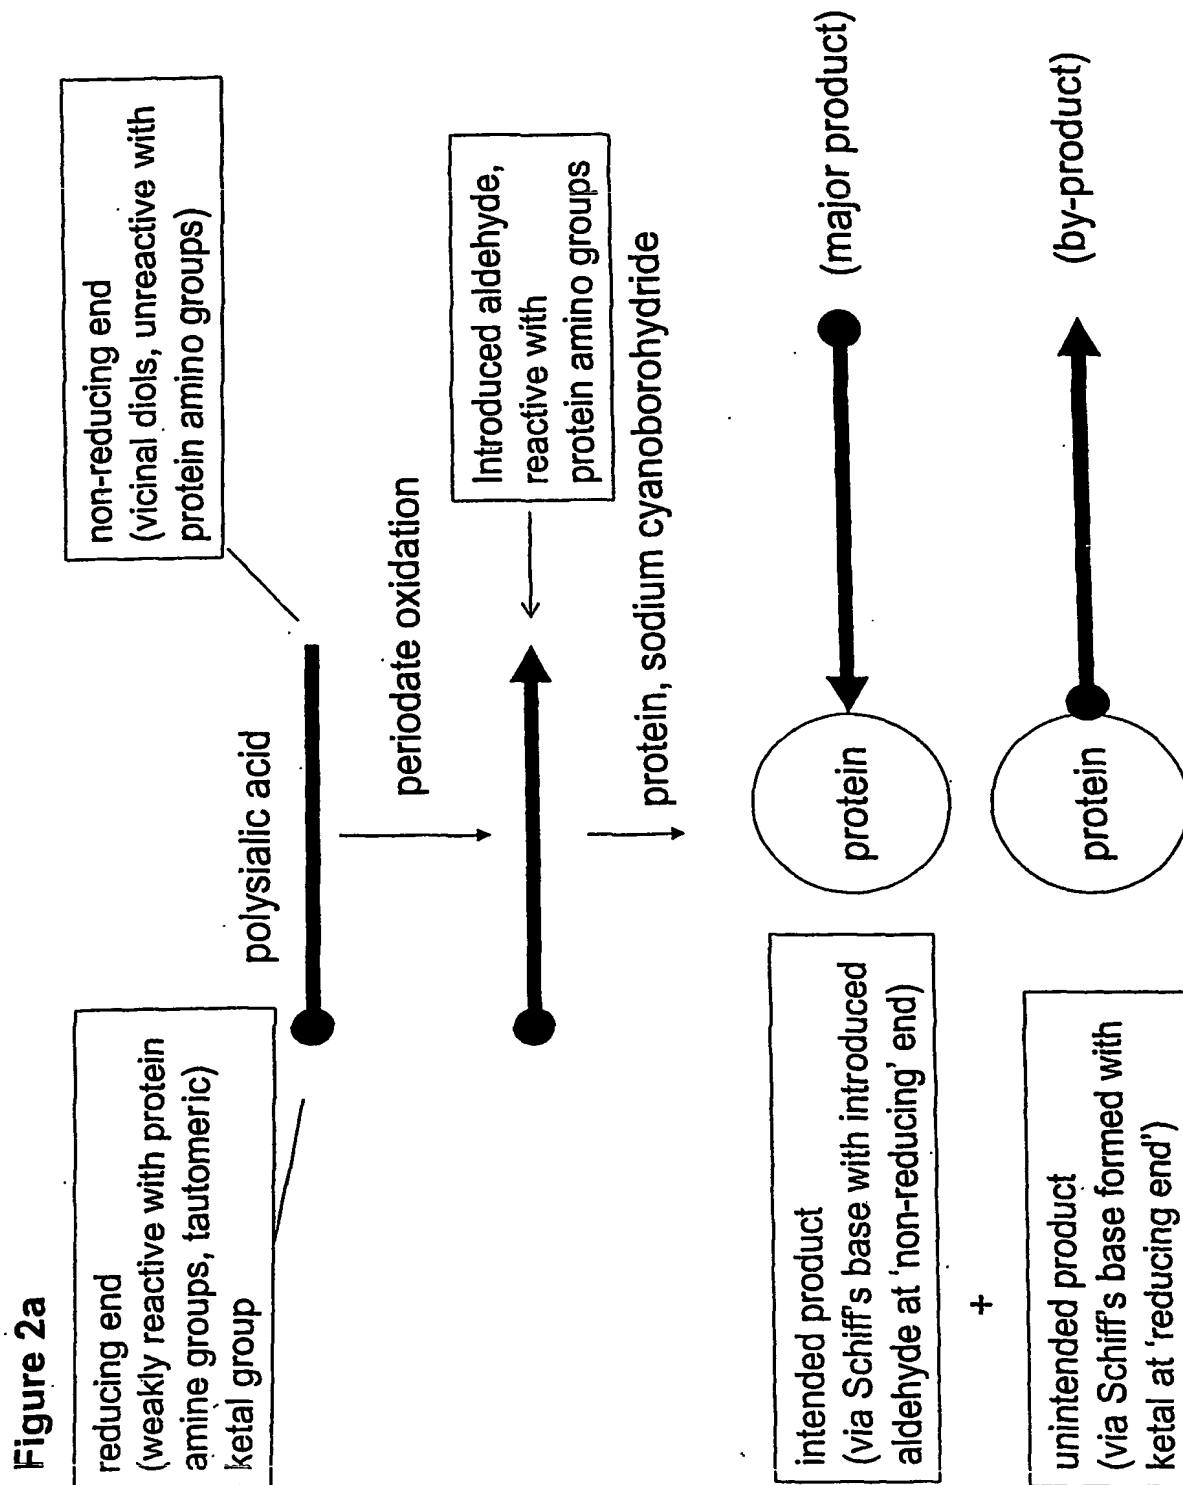 Figure 2a
reducing end
(weakly reactive with protein
amine groups, tautomeric)
ketal group
polysialic acid
non-reducing end
(vicinal diols, unreactive with
protein amino groups)
periodate oxidation
Introduced aldehyde,
reactive with
protein amino groups
protein, sodium cyanoborohydride
intended product
(via Schiff's base with introduced
aldehyde at 'non-reducing' end)
protein
(major product)
+
unintended product
(via Schiff's base formed with
ketal at 'reducing end')
protein
(by-product)